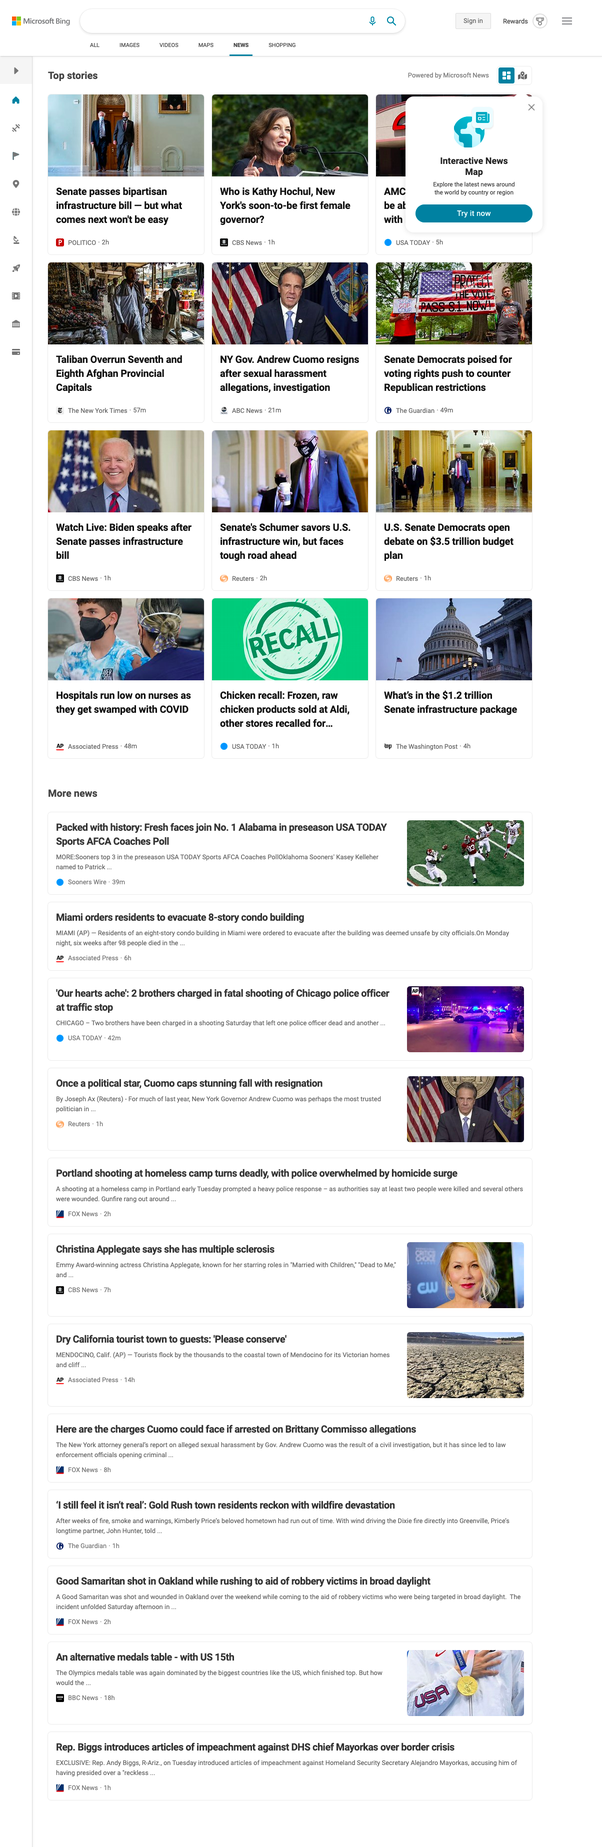 Microsoft Bing
Sign in
Rewards
ALL
IMAGES
VIDEOS
MAPS
NEWS
SHOPPING
Top stories
Powered by Microsoft News
Interactive News
Map
Explore the latest news around
the world by country or region
Try it now
Senate passes bipartisan
infrastructure bill — but what
comes next won't be easy
POLITICO · 2h
Who is Kathy Hochul, New
York's soon-to-be first female
governor?
CBS News · 1h
AMC
be ab
with
USA TODAY · 5h
Taliban Overrun Seventh and
Eighth Afghan Provincial
Capitals
The New York Times · 57m
NY Gov. Andrew Cuomo resigns
after sexual harassment
allegations, investigation
ABC News · 21m
PROTECT
THE VOTE
PASS S1 NOW!
Senate Democrats poised for
voting rights push to counter
Republican restrictions
The Guardian · 49m
Watch Live: Biden speaks after
Senate passes infrastructure
bill
CBS News · 1h
Senate's Schumer savors U.S.
infrastructure win, but faces
tough road ahead
Reuters · 2h
U.S. Senate Democrats open
debate on $3.5 trillion budget
plan
Reuters · 1h
Hospitals run low on nurses as
they get swamped with COVID
AP Associated Press · 48m
RECALL
Chicken recall: Frozen, raw
chicken products sold at Aldi,
other stores recalled for…
USA TODAY · 1h
What's in the $1.2 trillion
Senate infrastructure package
wp The Washington Post · 4h
More news
Packed with history: Fresh faces join No. 1 Alabama in preseason USA TODAY
Sports AFCA Coaches Poll
MORE:Sooners top 3 in the preseason USA TODAY Sports AFCA Coaches PollOklahoma Sooners' Kasey Kelleher
named to Patrick ...
Sooners Wire · 39m
Miami orders residents to evacuate 8-story condo building
MIAMI (AP) — Residents of an eight-story condo building in Miami were ordered to evacuate after the building was deemed unsafe by city officials.On Monday
night, six weeks after 98 people died in the ...
AP Associated Press · 6h
'Our hearts ache': 2 brothers charged in fatal shooting of Chicago police officer
at traffic stop
CHICAGO – Two brothers have been charged in a shooting Saturday that left one police officer dead and another ...
USA TODAY · 42m
AP
Once a political star, Cuomo caps stunning fall with resignation
By Joseph Ax (Reuters) - For much of last year, New York Governor Andrew Cuomo was perhaps the most trusted
politician in ...
Reuters · 1h
Portland shooting at homeless camp turns deadly, with police overwhelmed by homicide surge
A shooting at a homeless camp in Portland early Tuesday prompted a heavy police response – as authorities say at least two people were killed and several others
were wounded. Gunfire rang out around ...
FOX News · 2h
Christina Applegate says she has multiple sclerosis
Emmy Award-winning actress Christina Applegate, known for her starring roles in "Married with Children," "Dead to Me,"
and ...
CBS News · 7h
CW
Dry California tourist town to guests: 'Please conserve'
MENDOCINO, Calif. (AP) — Tourists flock by the thousands to the coastal town of Mendocino for its Victorian homes
and cliff ...
AP Associated Press · 14h
Here are the charges Cuomo could face if arrested on Brittany Commisso allegations
The New York attorney general's report on alleged sexual harassment by Gov. Andrew Cuomo was the result of a civil investigation, but it has since led to law
enforcement officials opening criminal ...
FOX News · 8h
'I still feel it isn't real': Gold Rush town residents reckon with wildfire devastation
After weeks of fire, smoke and warnings, Kimberly Price's beloved hometown had run out of time. With wind driving the Dixie fire directly into Greenville, Price's
longtime partner, John Hunter, told ...
The Guardian · 1h
Good Samaritan shot in Oakland while rushing to aid of robbery victims in broad daylight
A Good Samaritan was shot and wounded in Oakland over the weekend while coming to the aid of robbery victims who were being targeted in broad daylight. The
incident unfolded Saturday afternoon in ...
FOX News · 2h
An alternative medals table - with US 15th
The Olympics medals table was again dominated by the biggest countries like the US, which finished top. But how
would the ...
BBC News · 18h
USA
Rep. Biggs introduces articles of impeachment against DHS chief Mayorkas over border crisis
EXCLUSIVE: Rep. Andy Biggs, R-Ariz., on Tuesday introduced articles of impeachment against Homeland Security Secretary Alejandro Mayorkas, accusing him of
having presided over a "reckless ...
FOX News · 1h